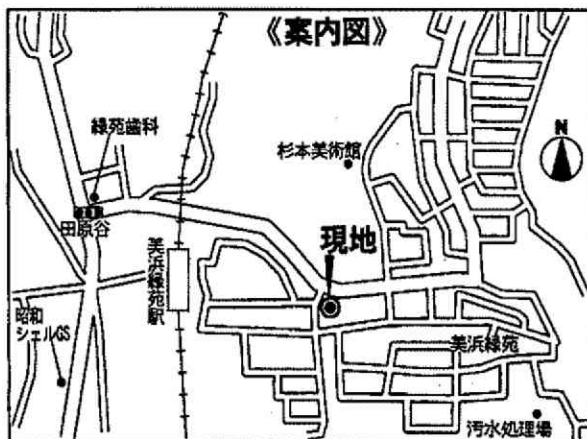 《案内図》
緑苑歯科
杉本美術館
N
田原谷
現地
美浜緑苑駅
昭和
シェルGS
美浜緑苑
汚水処理場